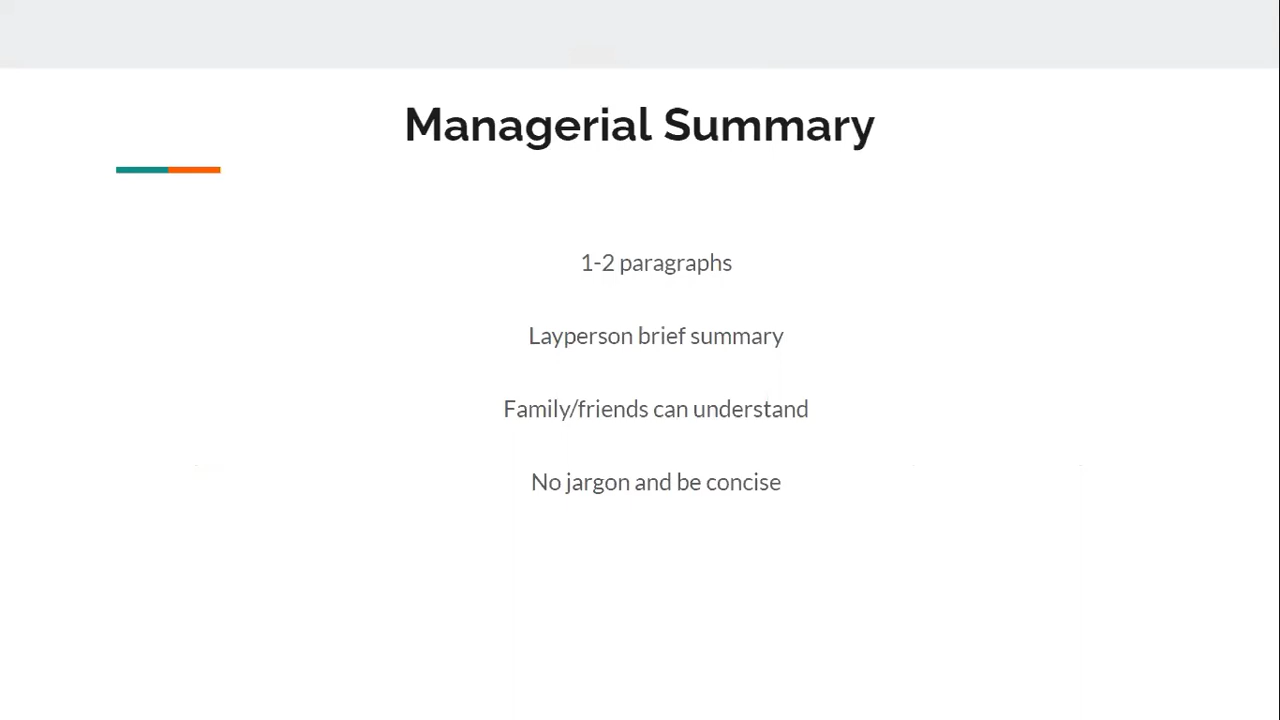 Managerial Summary
1-2 paragraphs
Layperson brief summary
Family/friends can understand
No jargon and be concise